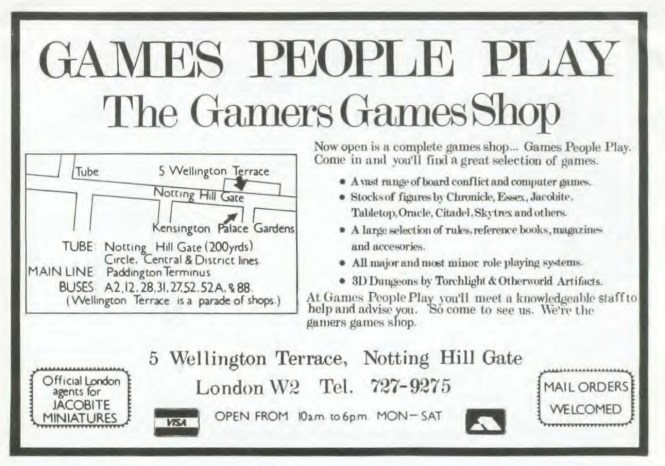 GAMES PEOPLE PLAY
The Gamers Games Shop
Tube
5 Wellington Terrace
Notting Hill Gate
Kensington Palace Gardens
TUBE Notting Hill Gate (200yrds)
Circle, Central & District lines
MAIN LINE Paddington Terminus
BUSES A2,12,28,31,27,52,52A, & 88.
(Wellington Terrace is a parade of shops.)
Now open is a complete games shop... Games People Play.
Come in and you'll find a great selection of games.
• A vast range of board conflict and computer games.
• Stocks of figures by Chronicle, Essex, Jacobite,
Tabletop, Oracle, Citadel, Skytrex and others.
• A large selection of rules, reference books, magazines
and accesories.
• All major and most minor role playing systems.
• 3D Dungeons by Torchlight & Otherworld Artifacts.
At Games People Play you'll meet a knowledgeable staff to
help and advise you. So come to see us. We're the
gamers games shop.
5 Wellington Terrace, Notting Hill Gate
London W2 Tel. 727-9275
Official London
agents for
JACOBITE
MINIATURES
VISA
OPEN FROM 10a.m. to 6p.m. MON-SAT
MAIL ORDERS
WELCOMED